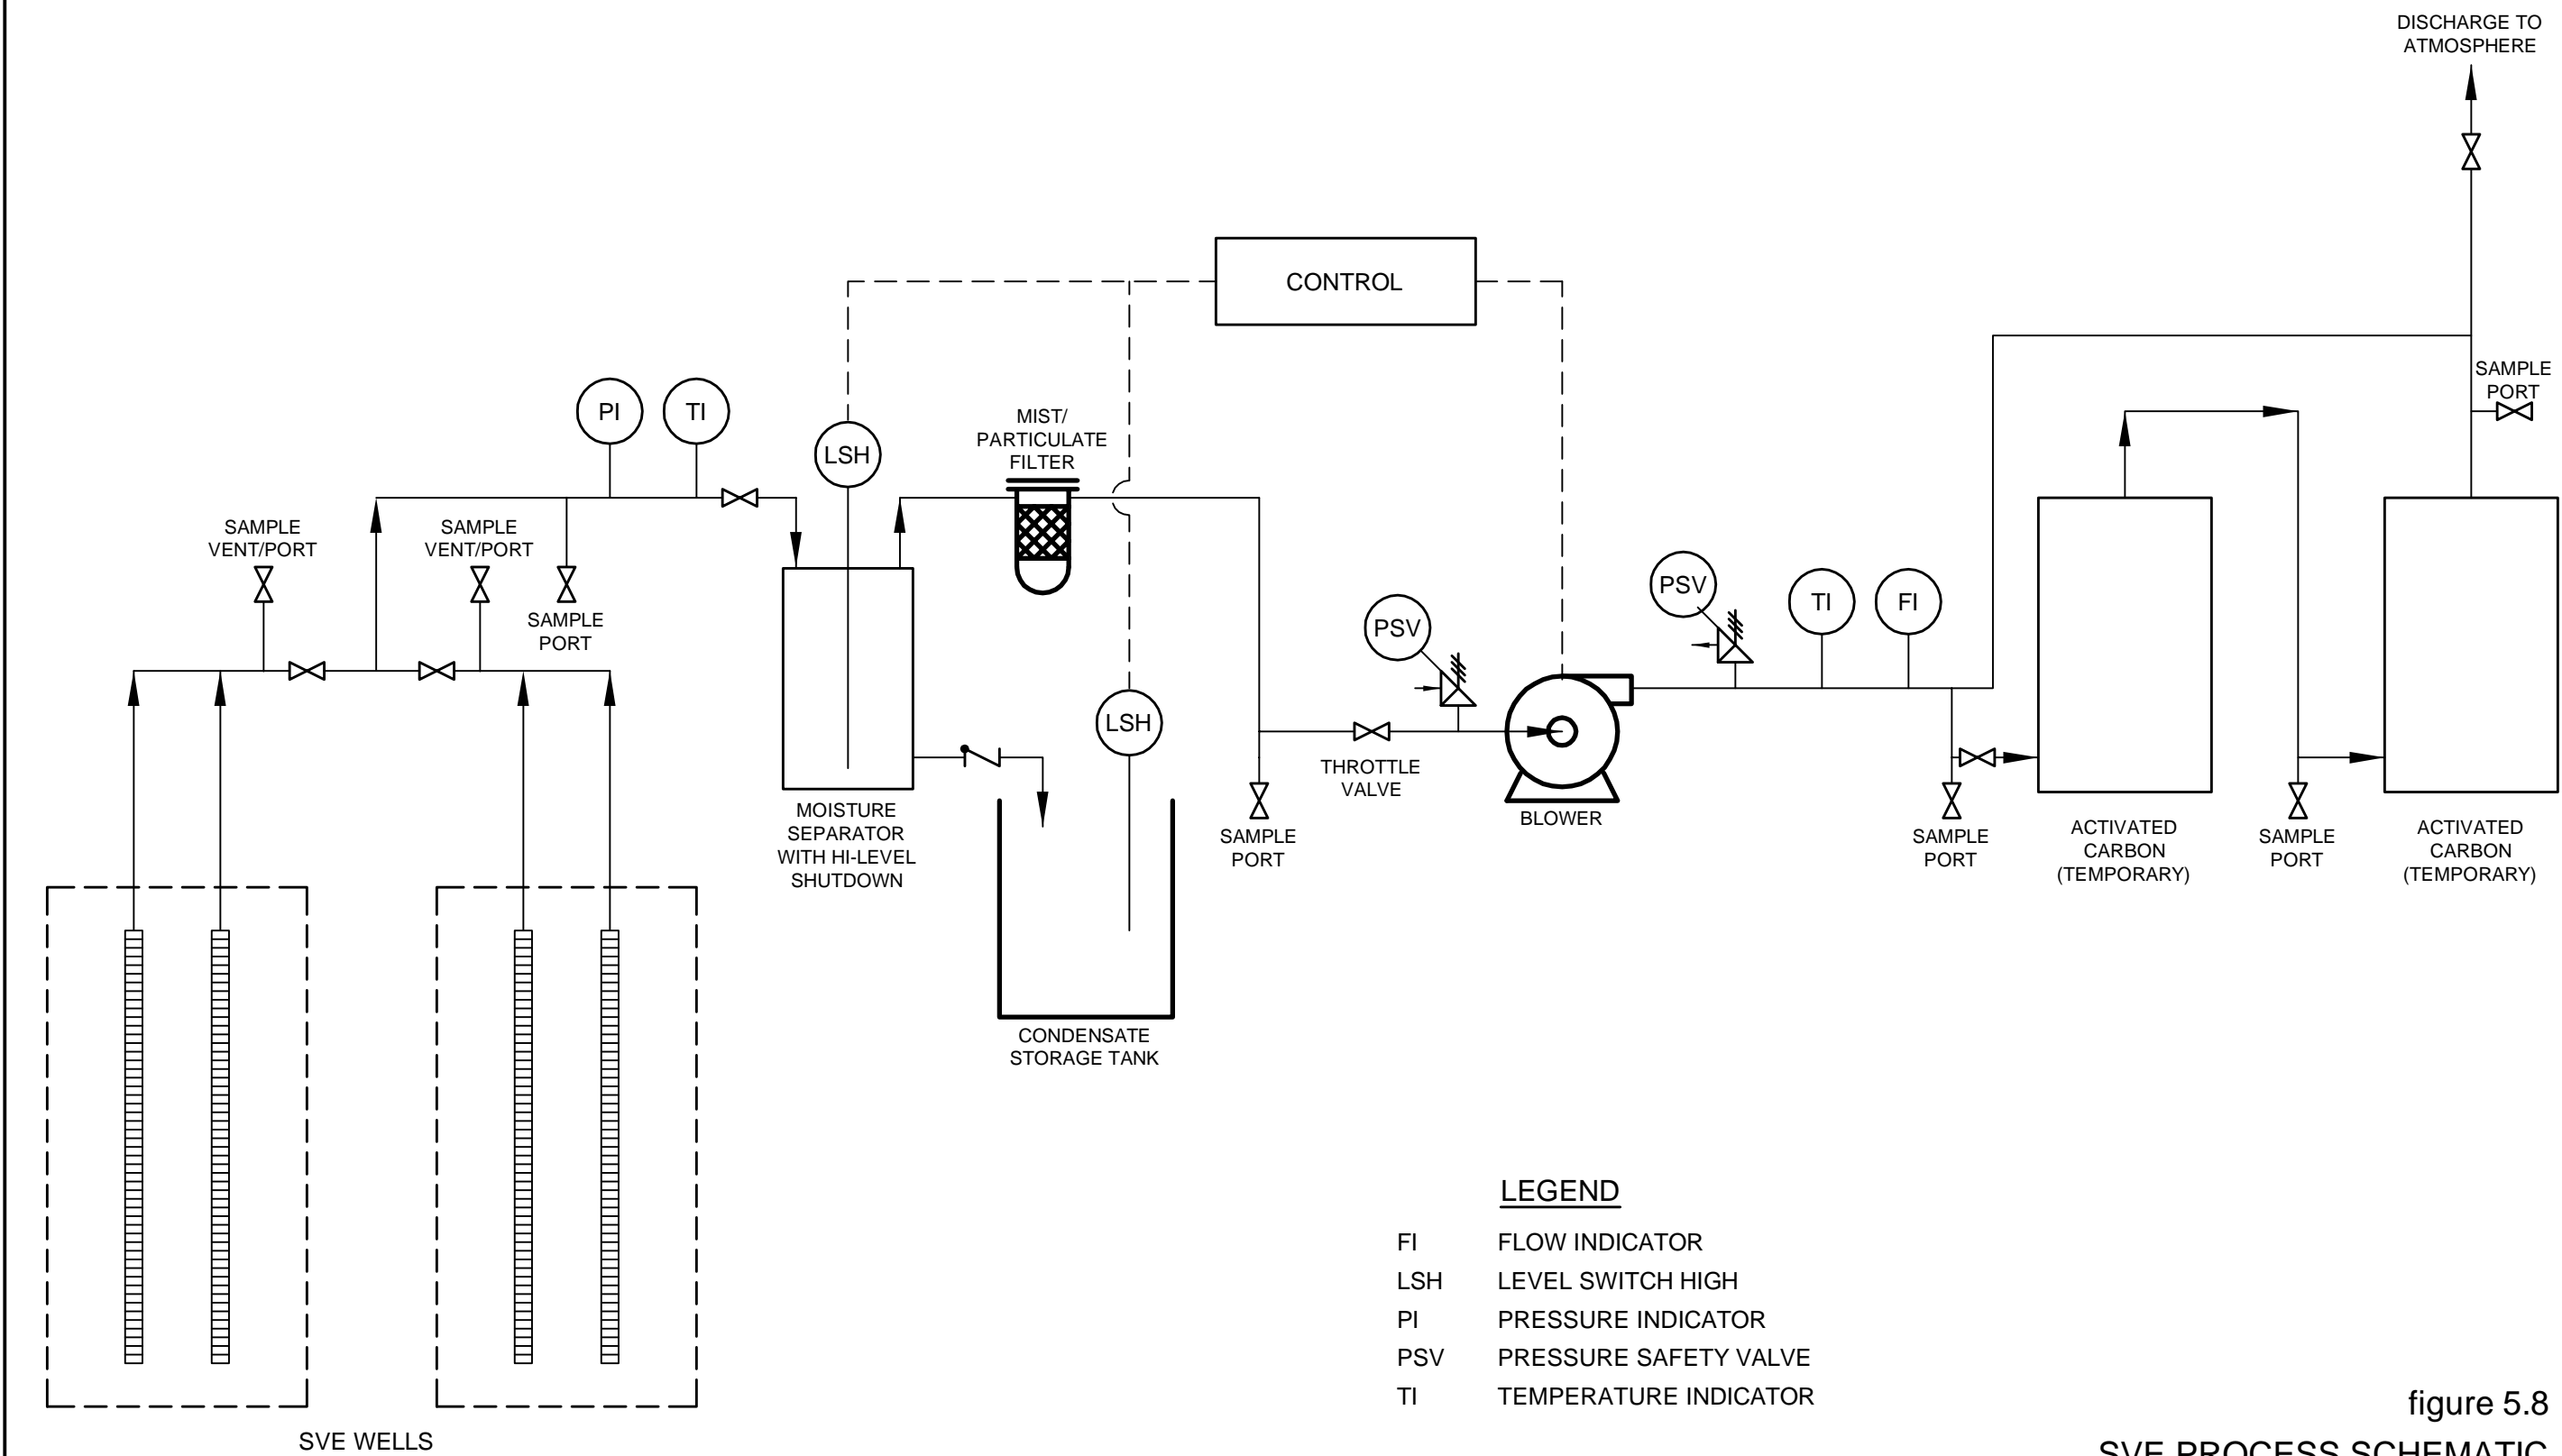 DISCHARGE TO
ATMOSPHERE
CONTROL
SAMPLE
PORT
PI
TI
LSH
MIST/
PARTICULATE
FILTER
SAMPLE
VENT/PORT
SAMPLE
VENT/PORT
SAMPLE
PORT
PSV
PSV
TI
FI
LSH
THROTTLE
VALVE
BLOWER
MOISTURE
SEPARATOR
WITH HI-LEVEL
SHUTDOWN
SAMPLE
PORT
SAMPLE
PORT
ACTIVATED
CARBON
(TEMPORARY)
SAMPLE
PORT
ACTIVATED
CARBON
(TEMPORARY)
CONDENSATE
STORAGE TANK
SVE WELLS
LEGEND
FI FLOW INDICATOR
LSH LEVEL SWITCH HIGH
PI PRESSURE INDICATOR
PSV PRESSURE SAFETY VALVE
TI TEMPERATURE INDICATOR
figure 5.8
SVE PROCESS SCHEMATIC